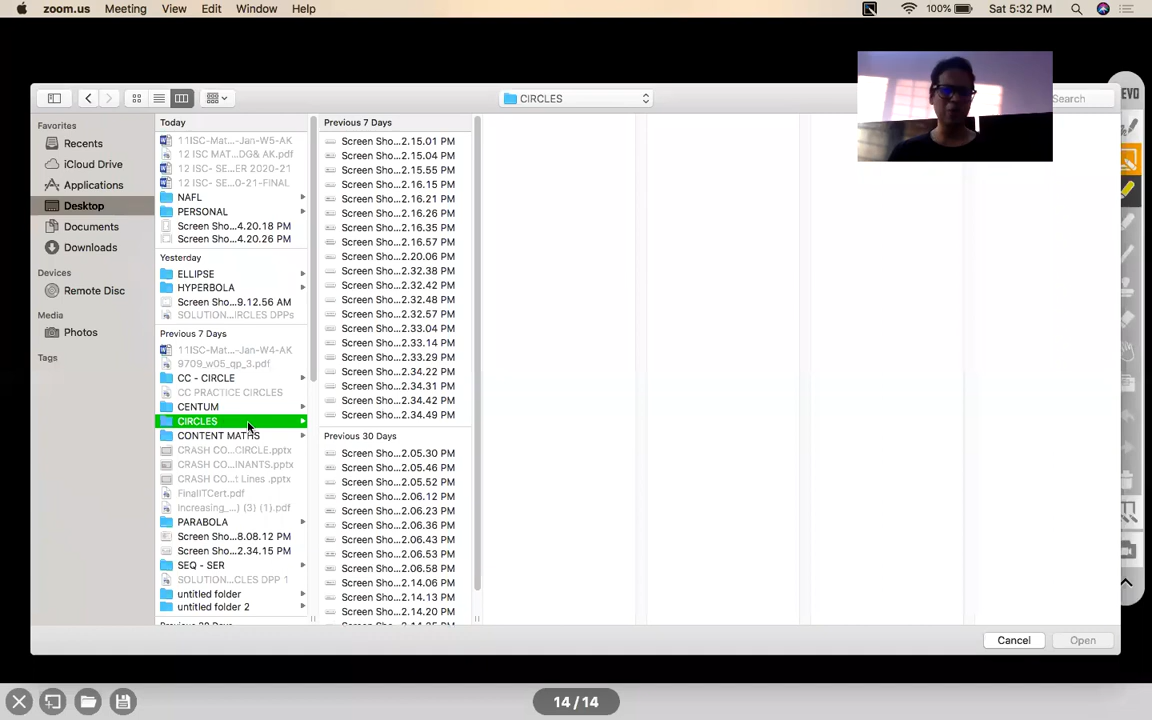 zoom.us Meeting View Edit Window Help 100% Sat 5:32 PM
CIRCLES
Search
EVO
Favorites
Recents
iCloud Drive
Applications
Desktop
Documents
Downloads
Devices
Remote Disc
Media
Photos
Tags
Today
11ISC-Mat...-Jan-W5-AK
12 ISC MAT...DG& AK.pdf
12 ISC- SE...ER 2020-21
12 ISC- SE...O-21-FINAL
NAFL
PERSONAL
Screen Sho...4.20.18 PM
Screen Sho...4.20.26 PM
Yesterday
ELLIPSE
HYPERBOLA
Screen Sho...9.12.56 AM
SOLUTION...IRCLES DPPs
Previous 7 Days
11ISC-Mat...-Jan-W4-AK
9709_w05_qp_3.pdf
CC - CIRCLE
CC PRACTICE CIRCLES
CENTUM
CIRCLES
CONTENT MATHS
CRASH CO...CIRCLE.pptx
CRASH CO...INANTS.pptx
CRASH CO...t Lines .pptx
FinalITCert.pdf
increasing_...) (3) (1).pdf
PARABOLA
Screen Sho...8.08.12 PM
Screen Sho...2.34.15 PM
SEQ - SER
SOLUTION...CLES DPP 1
untitled folder
untitled folder 2
Previous 7 Days
Screen Sho...2.15.01 PM
Screen Sho...2.15.04 PM
Screen Sho...2.15.55 PM
Screen Sho...2.16.15 PM
Screen Sho...2.16.21 PM
Screen Sho...2.16.26 PM
Screen Sho...2.16.35 PM
Screen Sho...2.16.57 PM
Screen Sho...2.20.06 PM
Screen Sho...2.32.38 PM
Screen Sho...2.32.42 PM
Screen Sho...2.32.48 PM
Screen Sho...2.32.57 PM
Screen Sho...2.33.04 PM
Screen Sho...2.33.14 PM
Screen Sho...2.33.29 PM
Screen Sho...2.34.22 PM
Screen Sho...2.34.31 PM
Screen Sho...2.34.42 PM
Screen Sho...2.34.49 PM
Previous 30 Days
Screen Sho...2.05.30 PM
Screen Sho...2.05.46 PM
Screen Sho...2.05.52 PM
Screen Sho...2.06.12 PM
Screen Sho...2.06.23 PM
Screen Sho...2.06.36 PM
Screen Sho...2.06.43 PM
Screen Sho...2.06.53 PM
Screen Sho...2.06.58 PM
Screen Sho...2.14.06 PM
Screen Sho...2.14.13 PM
Screen Sho...2.14.20 PM
Cancel
Open
14 / 14